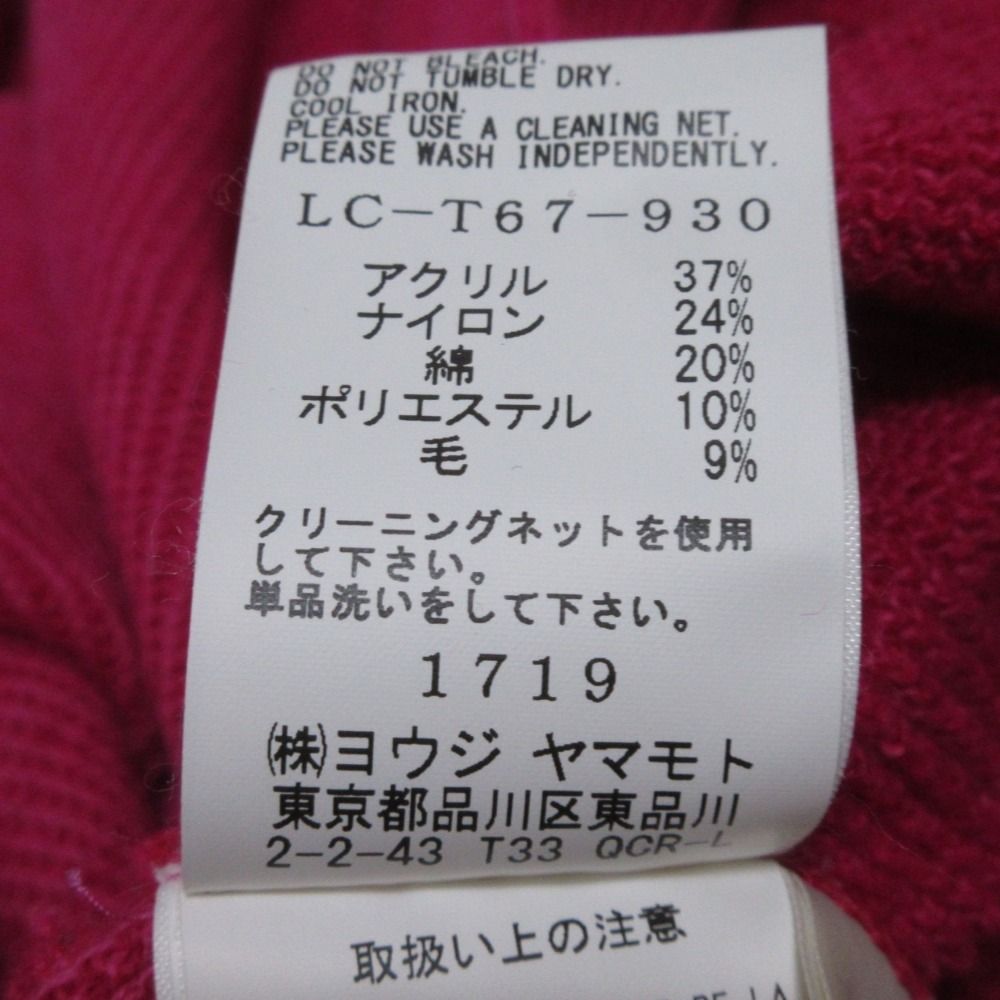 DO NOT BLEACH.
DO NOT TUMBLE DRY.
COOL IRON.
PLEASE USE A CLEANING NET.
PLEASE WASH INDEPENDENTLY.
LC-T67-930
アクリル 37%
ナイロン 24%
綿 20%
ポリエステル 10%
毛 9%
クリーニングネットを使用
して下さい。
単品洗いをして下さい。
1719
㈱ヨウジ ヤマモト
東京都品川区東品川
2-2-43 T33 QCR-L
取扱い上の注意